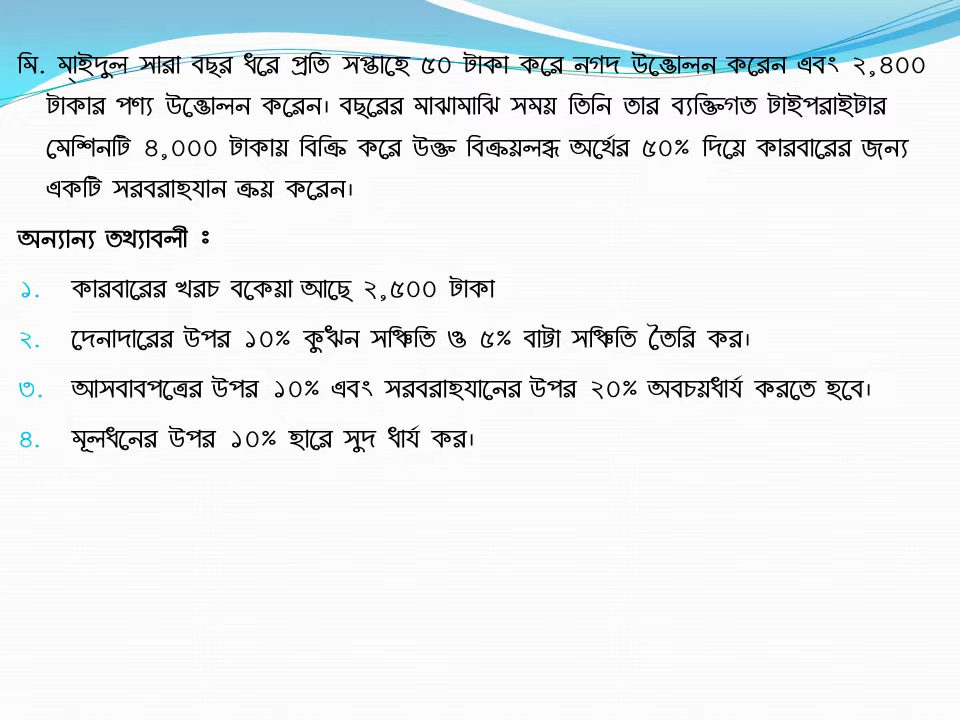 মি. মাইদুল সারা বছর ধরে প্রতি সপ্তাহে ৫০ টাকা করে নগদ উত্তোলন করেন এবং ২,৪০০
টাকার পণ্য উত্তোলন করেন। বছরের মাঝামাঝি সময় তিনি তার ব্যক্তিগত টাইপরাইটার
মেশিনটি ৪,০০০ টাকায় বিক্রি করে উক্ত বিক্রয়লব্ধ অর্থের ৫০% দিয়ে কারবারের জন্য
একটি সরবরাহযান ক্রয় করেন।
অন্যান্য তথ্যাবলী ঃ
১. কারবারের খরচ বকেয়া আছে ২,৫০০ টাকা
২. দেনাদারের উপর ১০% কুঋন সঞ্চিতি ও ৫% বাট্টা সঞ্চিতি তৈরি কর।
৩. আসবাবপত্রের উপর ১০% এবং সরবরাহযানের উপর ২০% অবচয়ধার্য করতে হবে।
৪. মূলধনের উপর ১০% হারে সুদ ধার্য কর।